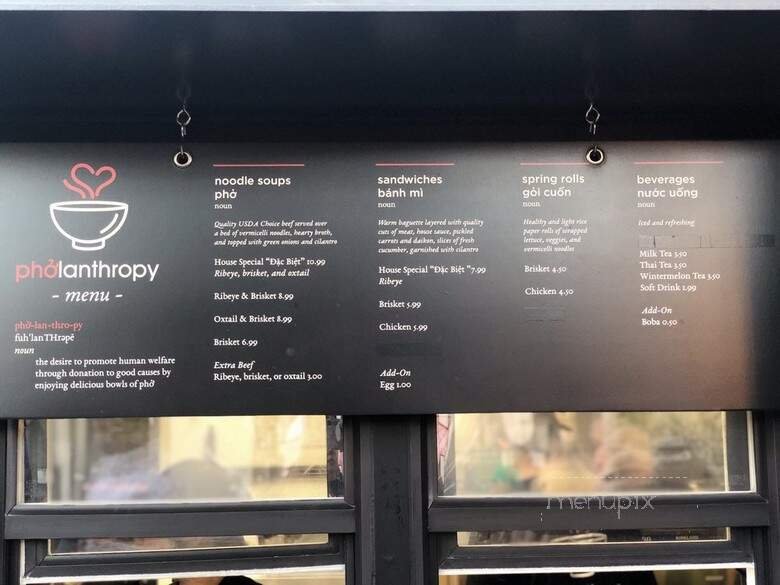 phởlanthropy
- menu -
phở-lan-thro-py
fuh'lanTHrəpē
noun
the desire to promote human welfare
through donation to good causes by
enjoying delicious bowls of phở
noodle soups
phở
noun
Quality USDA Choice beef served over
a bed of vermicelli noodles, hearty broth,
and topped with green onions and cilantro
House Special "Đặc Biệt" 10.99
Ribeye, brisket, and oxtail
Ribeye & Brisket 8.99
Oxtail & Brisket 8.99
Brisket 6.99
Extra Beef
Ribeye, brisket, or oxtail 3.00
sandwiches
bánh mì
noun
Warm baguette layered with quality
cuts of meat, house sauce, pickled
carrots and daikon, slices of fresh
cucumber, garnished with cilantro
House Special "Đặc Biệt "7.99
Ribeye
Brisket 5.99
Chicken 5.99
Add-On
Egg 1.00
spring rolls
gỏi cuốn
noun
Healthy and light rice
paper rolls of wrapped
lettuce, veggies, and
vermicelli noodles
Brisket 4.50
Chicken 4.50
beverages
nước uống
noun
Iced and refreshing
Milk Tea 3.50
Thai Tea 3.50
Wintermelon Tea 3.50
Soft Drink 1.99
Add-On
Boba 0.50
menupix